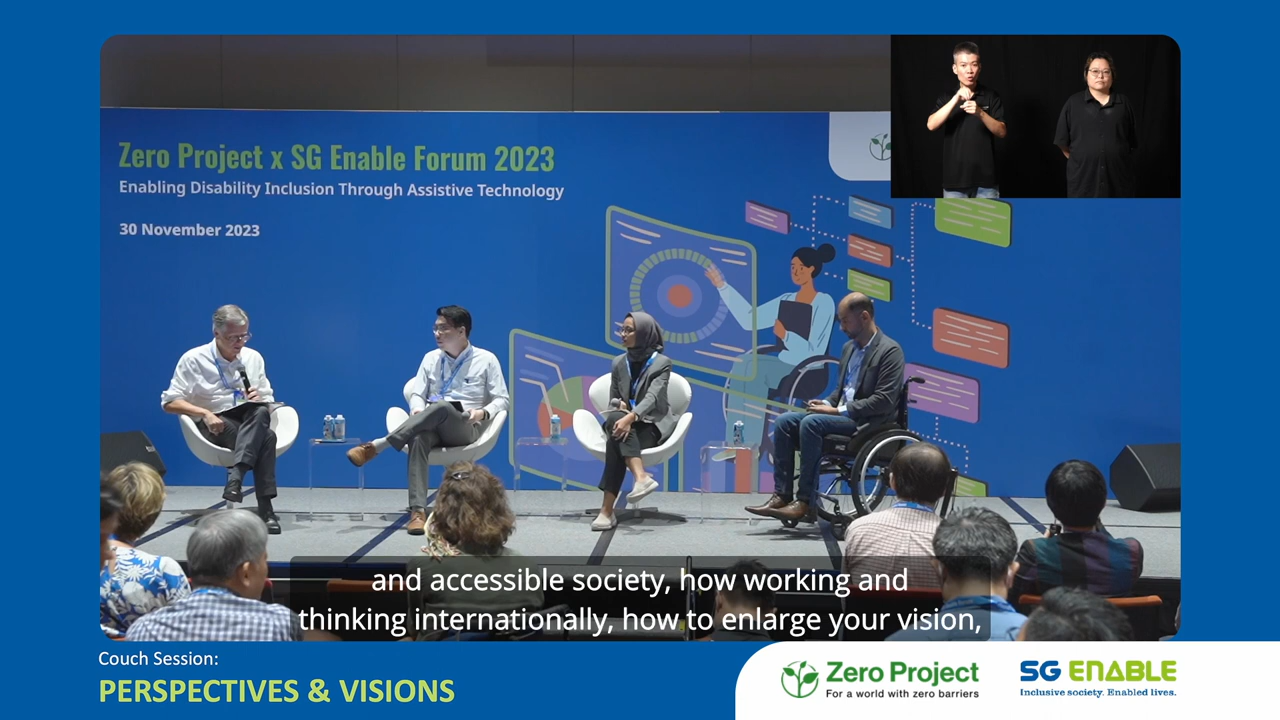 Zero Project x SG Enable Forum 2023
Enabling Disability Inclusion Through Assistive Technology
30 November 2023
and accessible society, how working and
thinking internationally, how to enlarge your vision,
Couch Session:
PERSPECTIVES & VISIONS
Zero Project
For a world with zero barriers
SG ENABLE
Inclusive society. Enabled lives.